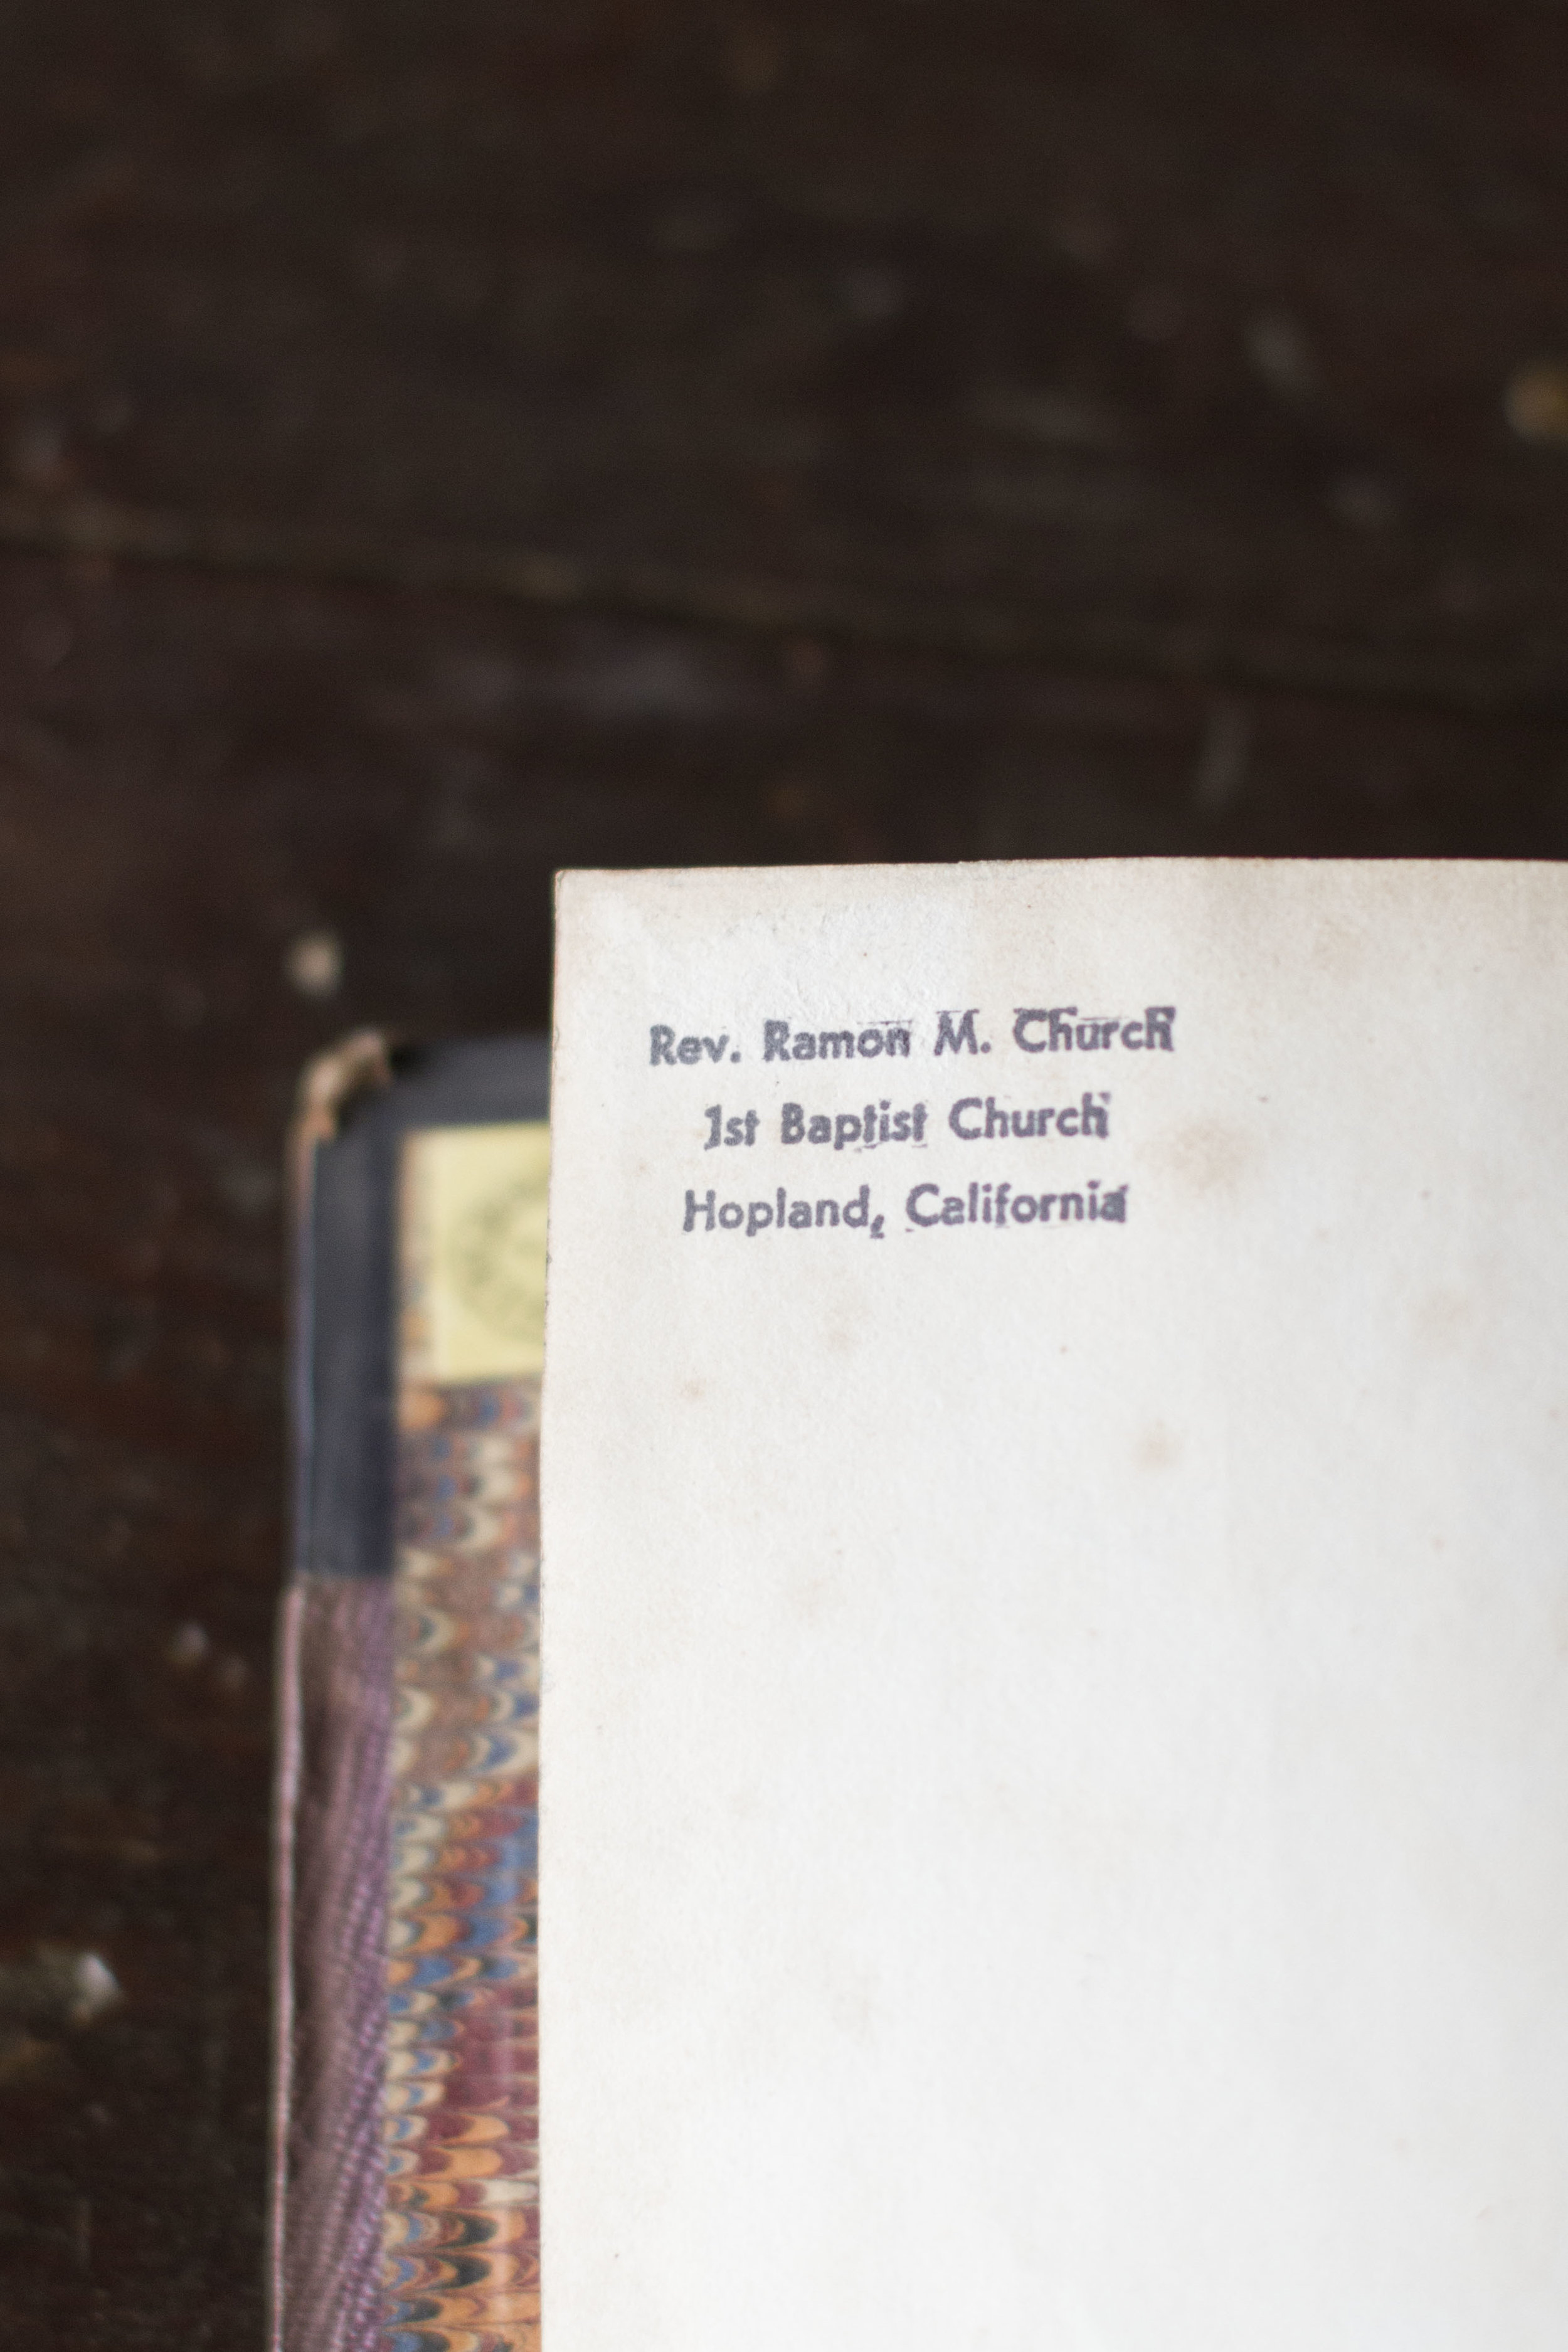 Rev. Ramon M. Church
1st Baptist Church
Hopland, California